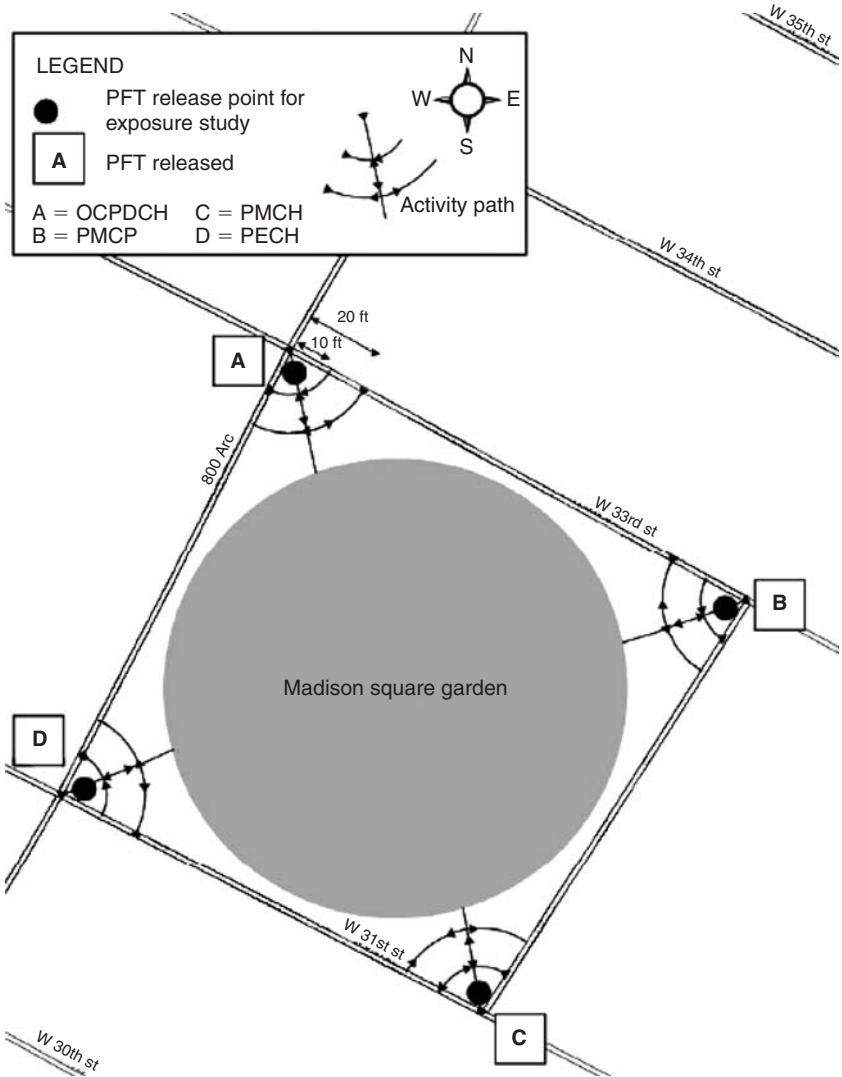 W 35th st
LEGEND
PFT release point for
exposure study
A
PFT released
A = OCPDCH C = PMCH
B = PMCP D = PECH
N
W E
S
Activity path
W 34th st
20 ft
10 ft
A
800 Arc
W 33rd st
B
Madison square garden
D
W 31st st
C
W 30th st